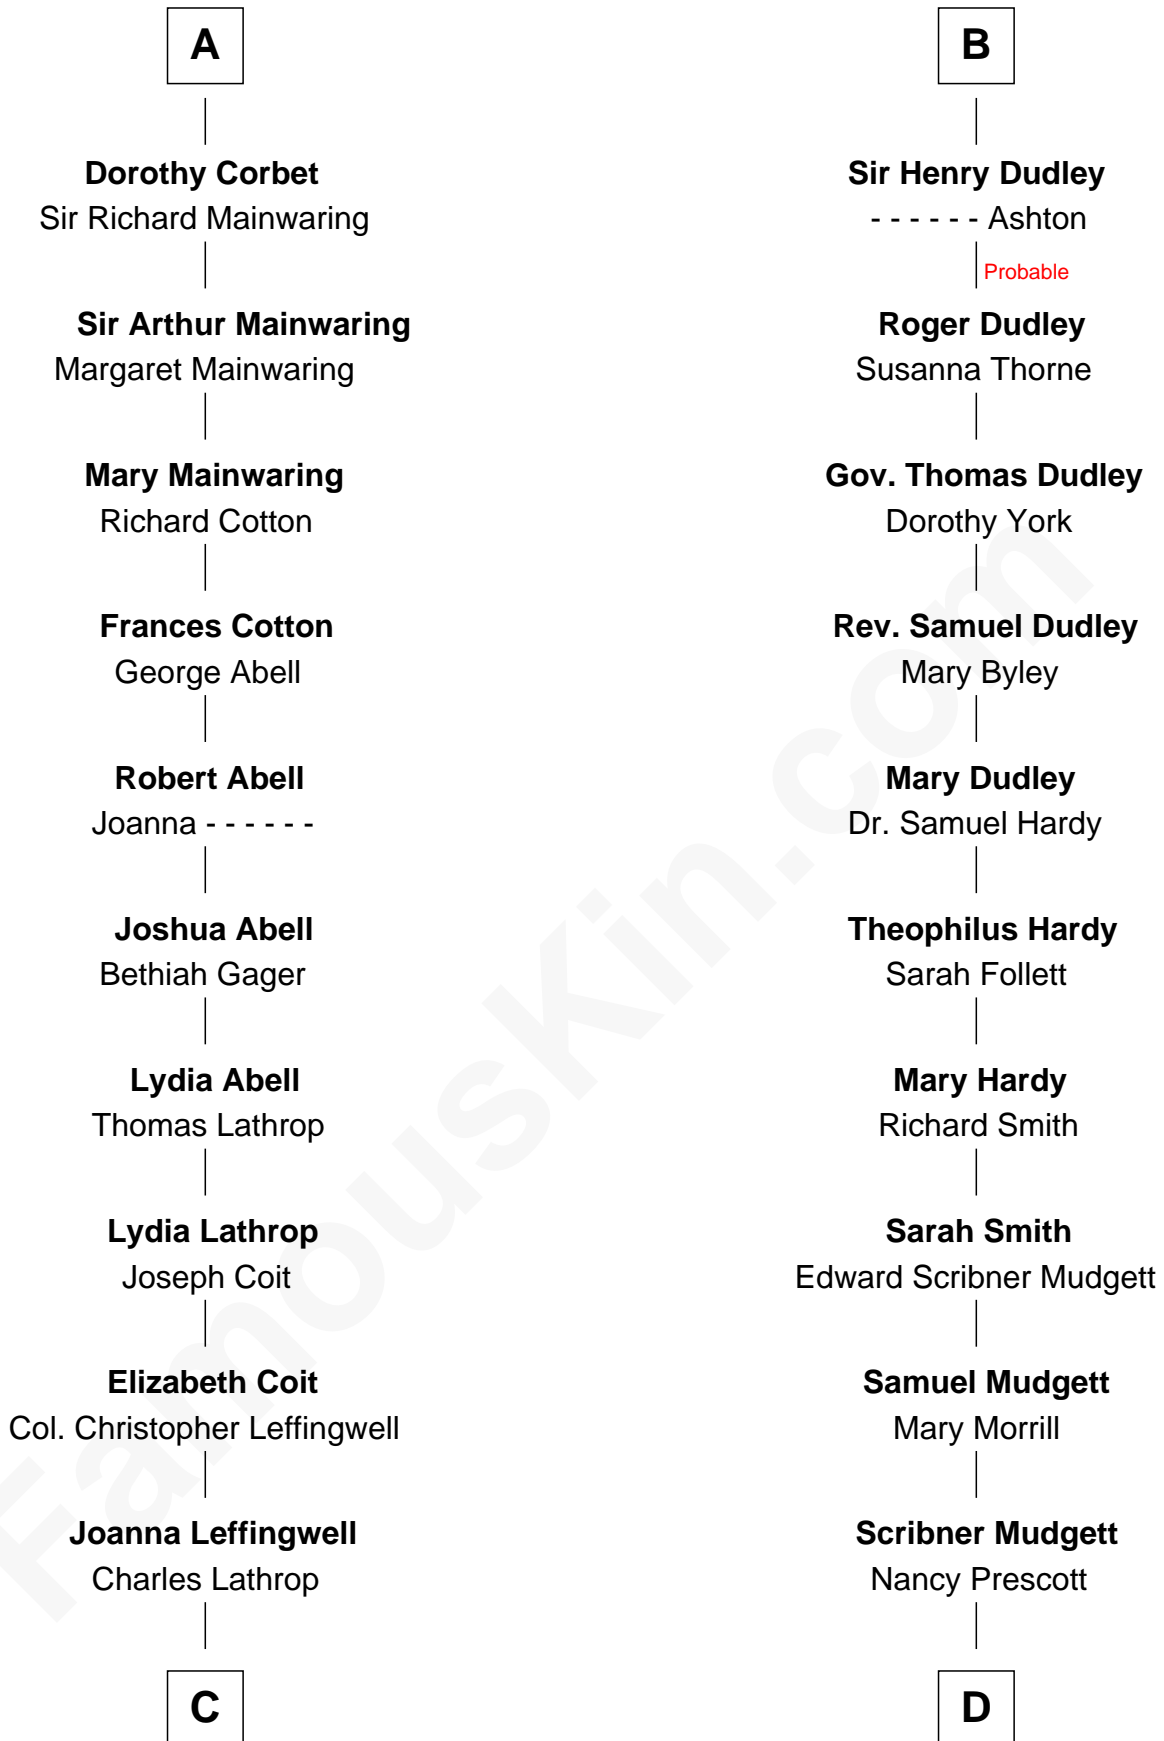 A
Dorothy Corbet
Sir Richard Mainwaring
Sir Arthur Mainwaring
Margaret Mainwaring
Mary Mainwaring
Richard Cotton
Frances Cotton
George Abell
Robert Abell
Joanna - - - - - -
Joshua Abell
Bethiah Gager
Lydia Abell
Thomas Lathrop
Lydia Lathrop
Joseph Coit
Elizabeth Coit
Col. Christopher Leffingwell
Joanna Leffingwell
Charles Lathrop
C
B
Sir Henry Dudley
- - - - - - Ashton
Probable
Roger Dudley
Susanna Thorne
Gov. Thomas Dudley
Dorothy York
Rev. Samuel Dudley
Mary Byley
Mary Dudley
Dr. Samuel Hardy
Theophilus Hardy
Sarah Follett
Mary Hardy
Richard Smith
Sarah Smith
Edward Scribner Mudgett
Samuel Mudgett
Mary Morrill
Scribner Mudgett
Nancy Prescott
D
FamousKin.com